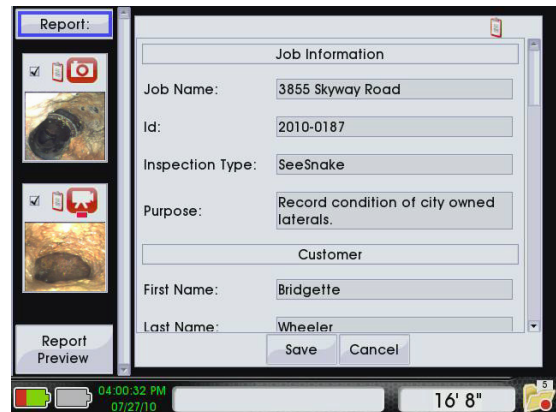 Report:
Job Information
Job Name: 3855 Skyway Road
Id: 2010-0187
Inspection Type: SeeSnake
Purpose: Record condition of city owned
laterals.
Customer
First Name: Bridgette
Last Name: Wheeler
Save Cancel
Report
Preview
04:00:32 PM
07/27/10
16' 8"
5